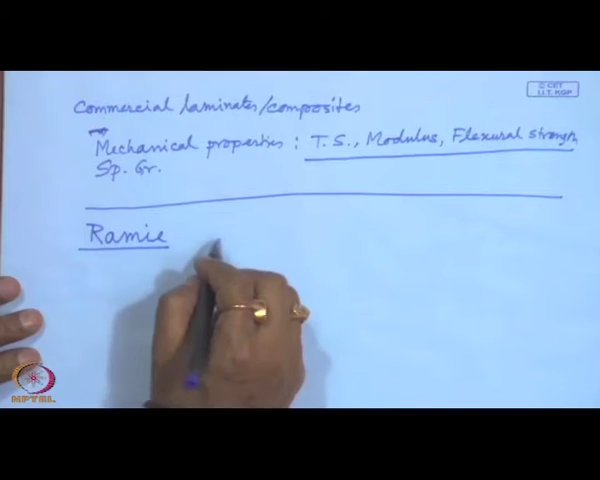 © CET
I.I.T. KGP
Commercial laminates/composites
Mechanical properties : T.S., Modulus, Flexural strength,
Sp. Gr.
Ramie
NPTEL